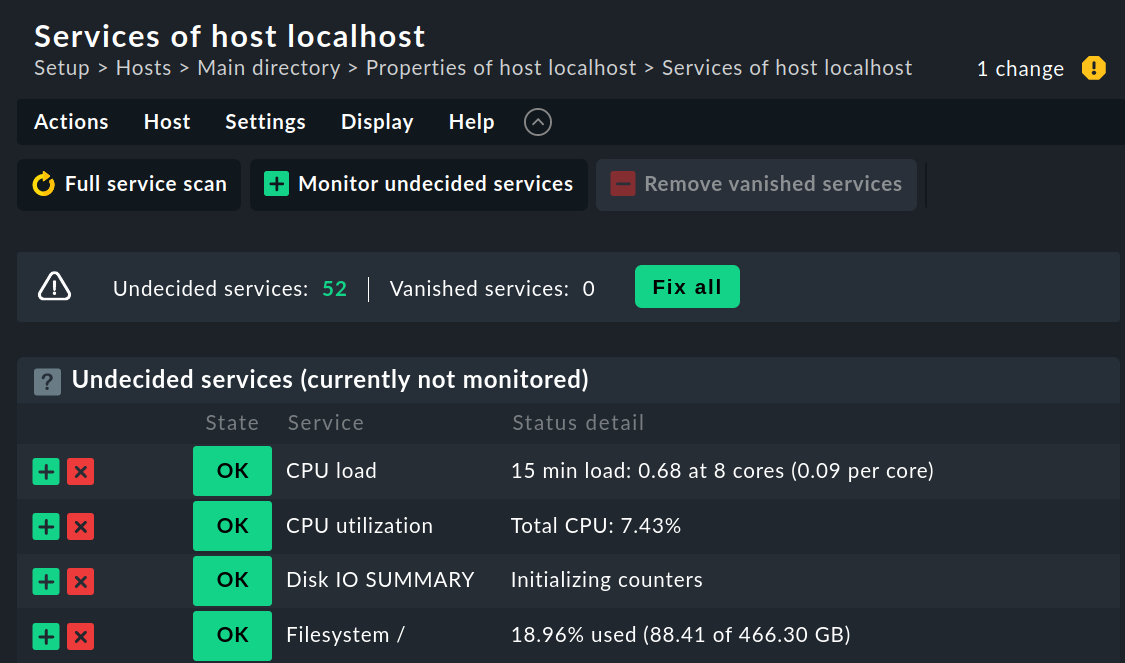 Services of host localhost
Setup > Hosts > Main directory > Properties of host localhost > Services of host localhost
1 change
Actions Host Settings Display Help
Full service scan Monitor undecided services Remove vanished services
Undecided services: 52 | Vanished services: 0 Fix all
Undecided services (currently not monitored)
State Service Status detail
OK CPU load 15 min load: 0.68 at 8 cores (0.09 per core)
OK CPU utilization Total CPU: 7.43%
OK Disk IO SUMMARY Initializing counters
OK Filesystem / 18.96% used (88.41 of 466.30 GB)